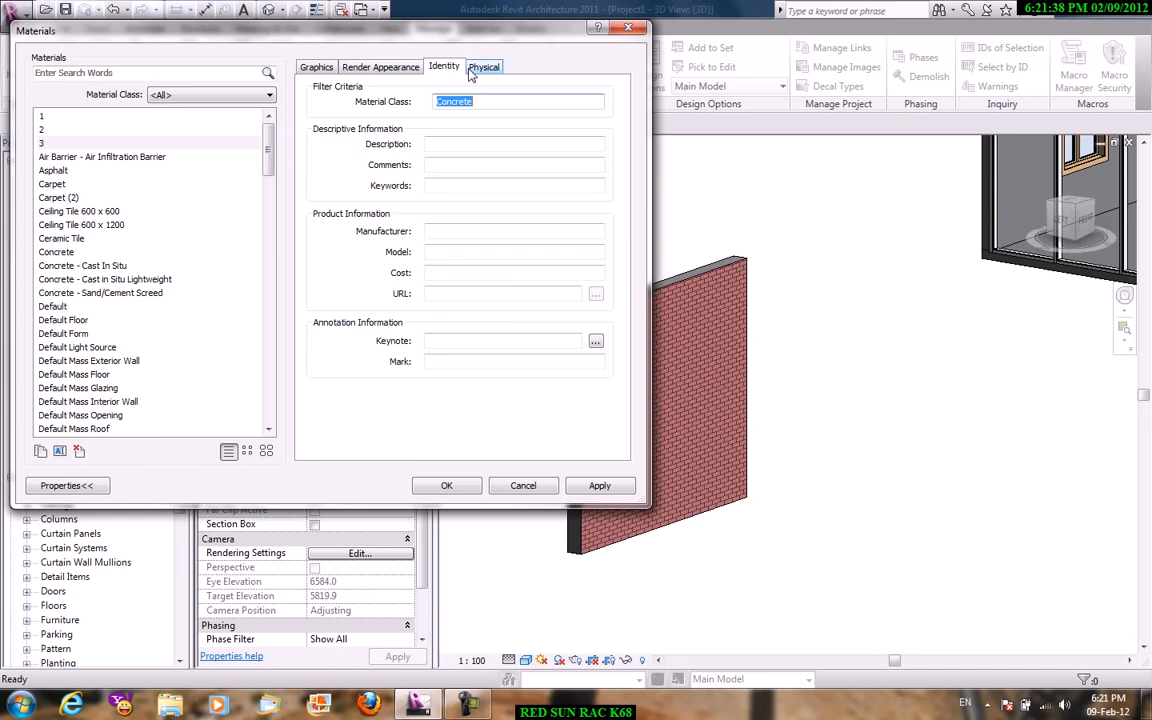 Autodesk Revit Architecture 2011 - [Project1 - 3D View: {3D}]
Type a keyword or phrase
6:21:38 PM 02/09/2012
Materials
Materials
Enter Search Words
Material Class: <All>
1
2
3
Air Barrier - Air Infiltration Barrier
Asphalt
Carpet
Carpet (2)
Ceiling Tile 600 x 600
Ceiling Tile 600 x 1200
Ceramic Tile
Concrete
Concrete - Cast In Situ
Concrete - Cast in Situ Lightweight
Concrete - Sand/Cement Screed
Default
Default Floor
Default Form
Default Light Source
Default Mass Exterior Wall
Default Mass Floor
Default Mass Glazing
Default Mass Interior Wall
Default Mass Opening
Default Mass Roof
Properties<<
Graphics Render Appearance Identity Physical
Filter Criteria
Material Class: Concrete
Descriptive Information
Description:
Comments:
Keywords:
Product Information
Manufacturer:
Model:
Cost:
URL: ...
Annotation Information
Keynote: ...
Mark:
OK Cancel Apply
Add to Set
Pick to Edit
Main Model
Design Options
Manage Links
Manage Images
Decal Types
Manage Project
Phases
Demolish
Phasing
IDs of Selection
Select by ID
Warnings
Inquiry
Macro Manager
Macro Security
Macros
LEFT
Columns
Curtain Panels
Curtain Systems
Curtain Wall Mullions
Detail Items
Doors
Floors
Furniture
Parking
Pattern
Planting
Section Box
Camera
Rendering Settings Edit...
Perspective
Eye Elevation 6584.0
Target Elevation 5819.9
Camera Position Adjusting
Phasing
Phase Filter Show All
Properties help Apply
1 : 100
Ready
:0 Main Model :0
EN 6:21 PM
09-Feb-12
RED SUN RAC K68